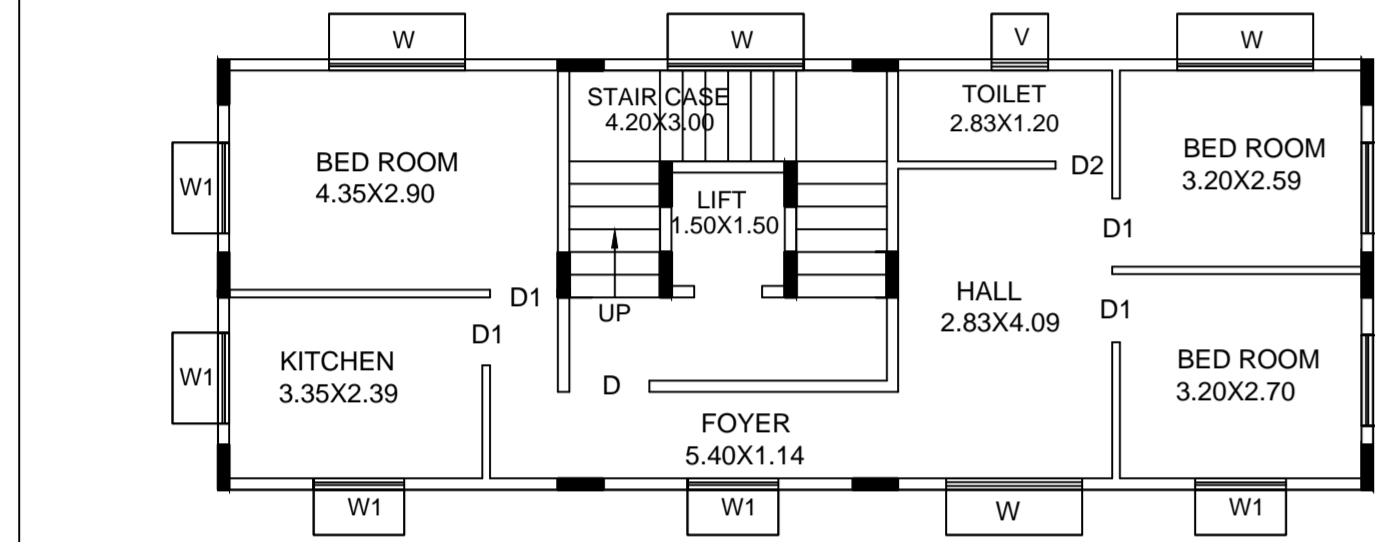 W
W
V
W
STAIR CASE
4.20X3.00
TOILET
2.83X1.20
BED ROOM
4.35X2.90
BED ROOM
3.20X2.59
D2
W1
LIFT
1.50X1.50
D1
HALL
2.83X4.09
D1
UP
D1
D1
KITCHEN
3.35X2.39
BED ROOM
3.20X2.70
W1
D
FOYER
5.40X1.14
W1
W1
W
W1